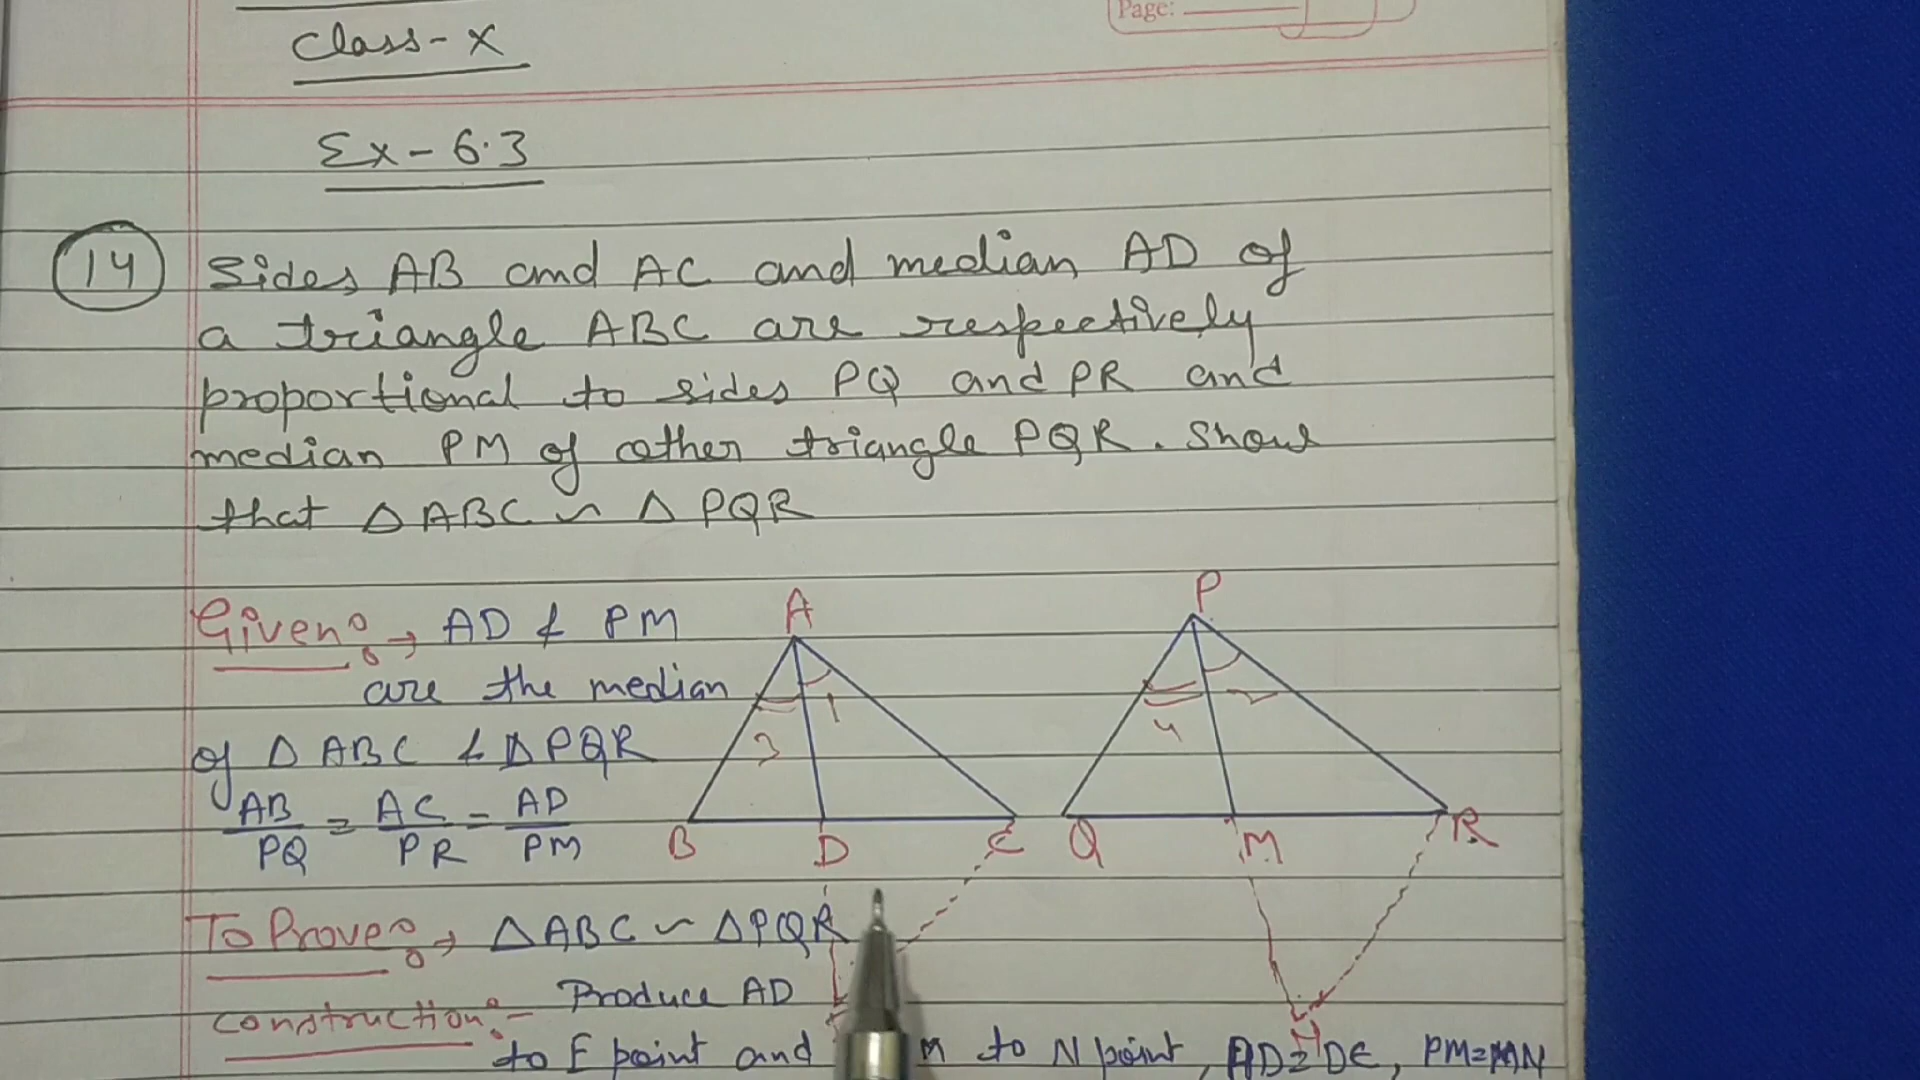 Page:
Class - X
Ex - 6.3
14 Sides AB and AC and median AD of
a triangle ABC are respectively
proportional to sides PQ and PR and
median PM of other triangle PQR. Show
that △ABC ~ △PQR
Given:→ AD & PM
are the median
of △ABC & △PQR
AB/PQ = AC/PR = AD/PM
A
1
3
B D C
P
2
4
Q M R
To Prove:→ △ABC ~ △PQR
Construction:- Produce AD
to E point and M to N point, AD=DE, PM=MN